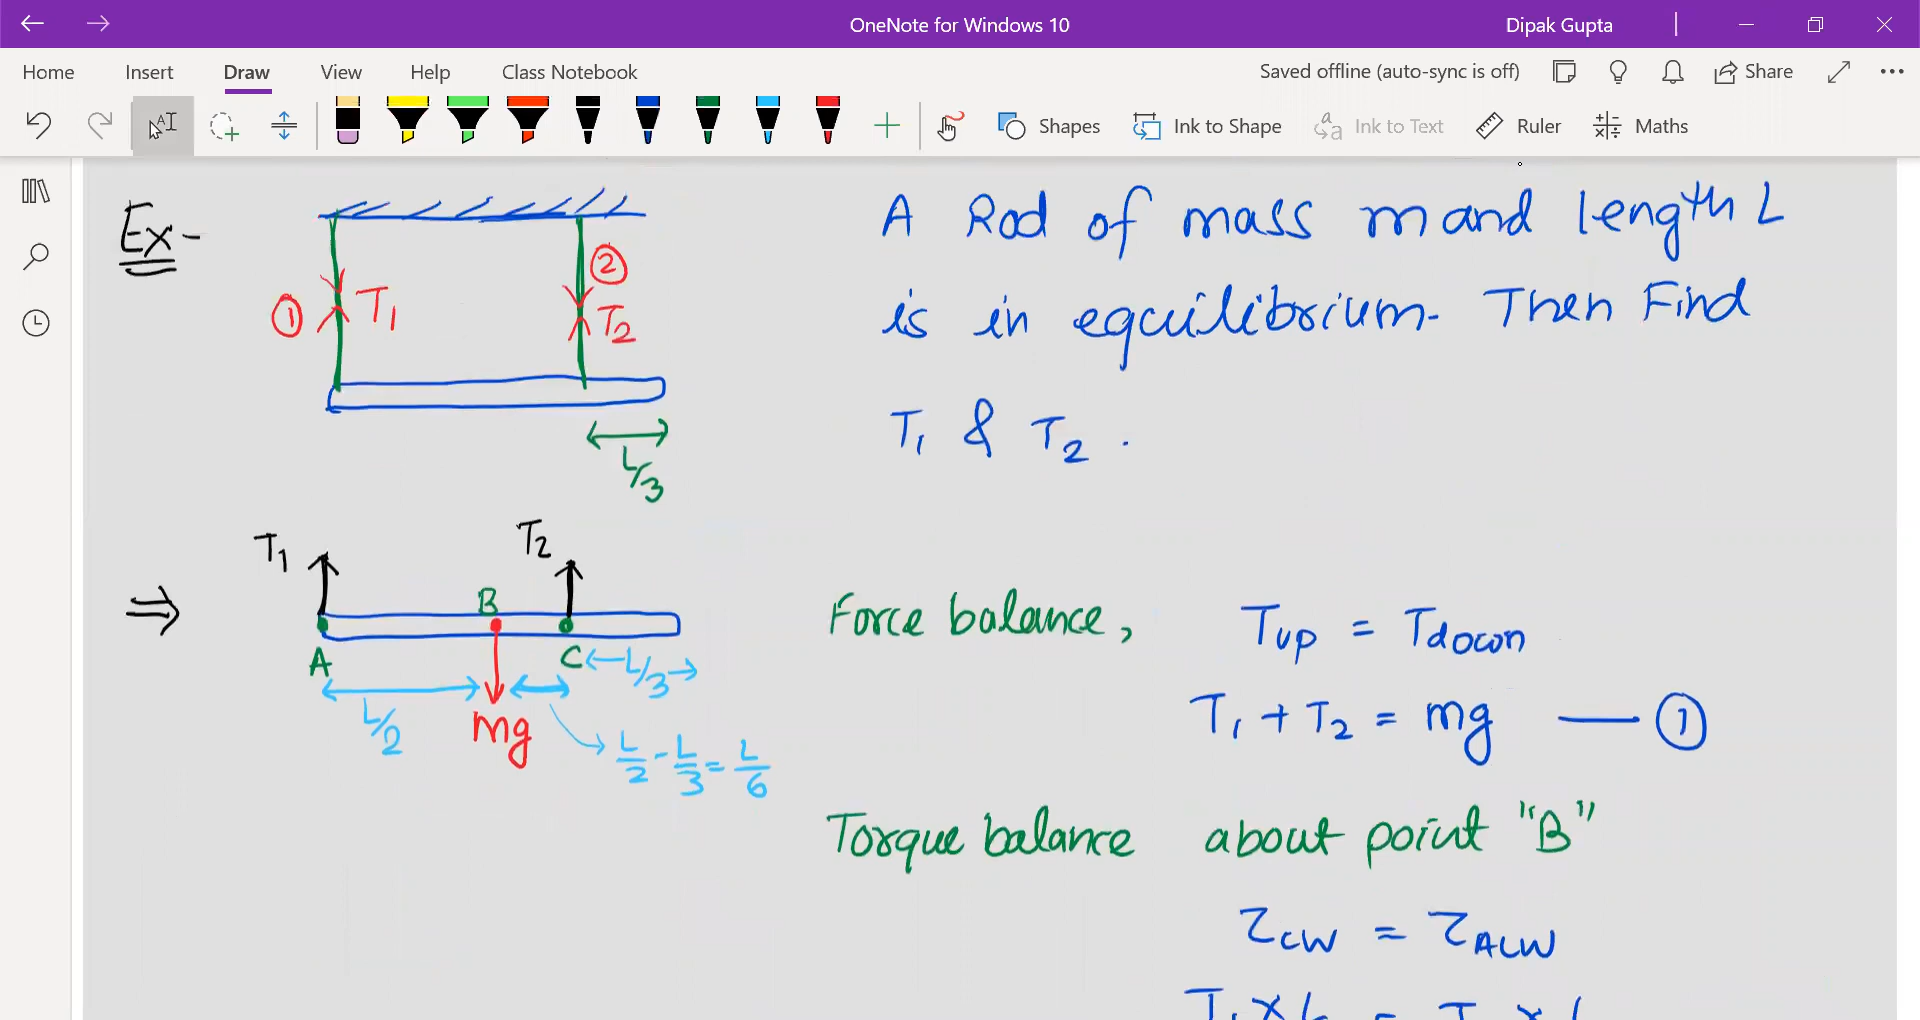 OneNote for Windows 10
Dipak Gupta
Home Insert Draw View Help Class Notebook
Saved offline (auto-sync is off) Share
Shapes Ink to Shape Ink to Text Ruler Maths
Ex-
① T₁
② T₂
L/3
A Rod of mass m and length L
is in equilibrium. Then Find
T₁ & T₂ .
⇒
T₁ T₂
B
A C L/3
L/2 mg
L/2 - L/3 = L/6
Force balance, Tup = Tdown
T₁ + T₂ = mg — ①
Torque balance about point "B"
τCW = τACW